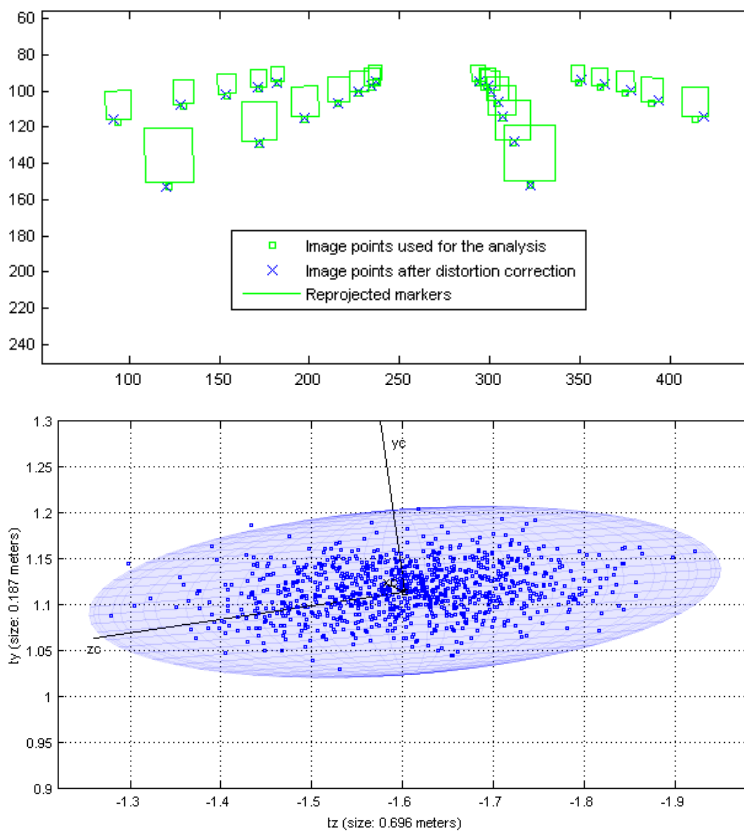 60
80
100
120
140
160
180
200
220
240
100 150 200 250 300 350 400
Image points used for the analysis
Image points after distortion correction
Reprojected markers
1.3
1.25
1.2
1.15
1.1
1.05
1
0.95
0.9
yc
zc
ty (size: 0.187 meters)
-1.3 -1.4 -1.5 -1.6 -1.7 -1.8 -1.9
tz (size: 0.696 meters)